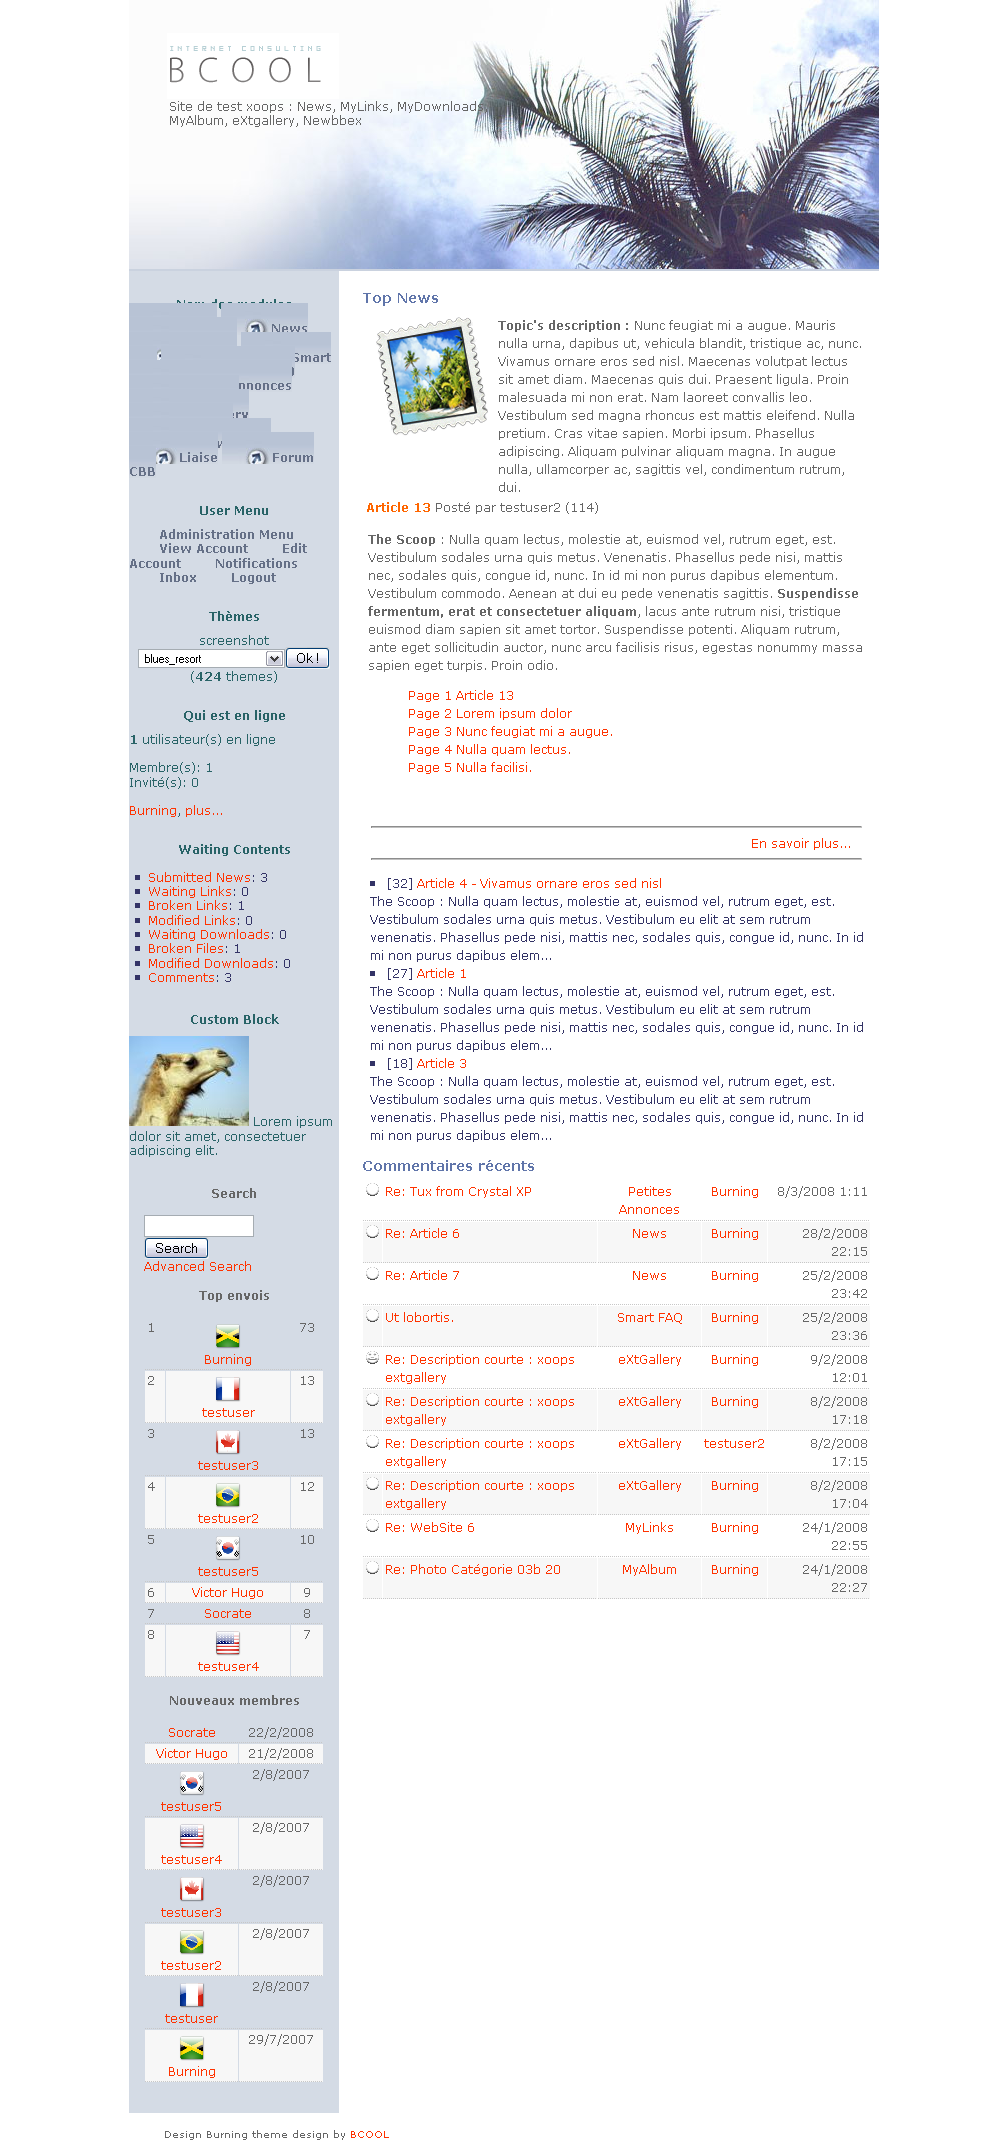 INTERNET CONSULTING
BCOOL
Site de test xoops : News, MyLinks, MyDownloads,
MyAlbum, eXtgallery, Newbbex
Nom des modules
News
Smart
nnonces
ery
Liaise Forum
CBB
User Menu
Administration Menu
View Account Edit
Account Notifications
Inbox Logout
Thèmes
screenshot
blues_resort Ok !
(424 themes)
Qui est en ligne
1 utilisateur(s) en ligne
Membre(s): 1
Invité(s): 0
Burning, plus...
Waiting Contents
Submitted News: 3
Waiting Links: 0
Broken Links: 1
Modified Links: 0
Waiting Downloads: 0
Broken Files: 1
Modified Downloads: 0
Comments: 3
Custom Block
Lorem ipsum
dolor sit amet, consectetuer
adipiscing elit.
Search
Search
Advanced Search
Top envois
1 Burning 73
2 testuser 13
3 testuser3 13
4 testuser2 12
5 testuser5 10
6 Victor Hugo 9
7 Socrate 8
8 testuser4 7
Nouveaux membres
Socrate 22/2/2008
Victor Hugo 21/2/2008
testuser5 2/8/2007
testuser4 2/8/2007
testuser3 2/8/2007
testuser2 2/8/2007
testuser 2/8/2007
Burning 29/7/2007
Top News
Topic's description : Nunc feugiat mi a augue. Mauris
nulla urna, dapibus ut, vehicula blandit, tristique ac, nunc.
Vivamus ornare eros sed nisl. Maecenas volutpat lectus
sit amet diam. Maecenas quis dui. Praesent ligula. Proin
malesuada mi non erat. Nam laoreet convallis leo.
Vestibulum sed magna rhoncus est mattis eleifend. Nulla
pretium. Cras vitae sapien. Morbi ipsum. Phasellus
adipiscing. Aliquam pulvinar aliquam magna. In augue
nulla, ullamcorper ac, sagittis vel, condimentum rutrum,
dui.
Article 13 Posté par testuser2 (114)
The Scoop : Nulla quam lectus, molestie at, euismod vel, rutrum eget, est.
Vestibulum sodales urna quis metus. Venenatis. Phasellus pede nisi, mattis
nec, sodales quis, congue id, nunc. In id mi non purus dapibus elementum.
Vestibulum commodo. Aenean at dui eu pede venenatis sagittis. Suspendisse
fermentum, erat et consectetuer aliquam, lacus ante rutrum nisi, tristique
euismod diam sapien sit amet tortor. Suspendisse potenti. Aliquam rutrum,
ante eget sollicitudin auctor, nunc arcu facilisis risus, egestas nonummy massa
sapien eget turpis. Proin odio.
Page 1 Article 13
Page 2 Lorem ipsum dolor
Page 3 Nunc feugiat mi a augue.
Page 4 Nulla quam lectus.
Page 5 Nulla facilisi.
En savoir plus...
[32] Article 4 - Vivamus ornare eros sed nisl
The Scoop : Nulla quam lectus, molestie at, euismod vel, rutrum eget, est.
Vestibulum sodales urna quis metus. Vestibulum eu elit at sem rutrum
venenatis. Phasellus pede nisi, mattis nec, sodales quis, congue id, nunc. In id
mi non purus dapibus elem...
[27] Article 1
The Scoop : Nulla quam lectus, molestie at, euismod vel, rutrum eget, est.
Vestibulum sodales urna quis metus. Vestibulum eu elit at sem rutrum
venenatis. Phasellus pede nisi, mattis nec, sodales quis, congue id, nunc. In id
mi non purus dapibus elem...
[18] Article 3
The Scoop : Nulla quam lectus, molestie at, euismod vel, rutrum eget, est.
Vestibulum sodales urna quis metus. Vestibulum eu elit at sem rutrum
venenatis. Phasellus pede nisi, mattis nec, sodales quis, congue id, nunc. In id
mi non purus dapibus elem...
Commentaires récents
Re: Tux from Crystal XP Petites Burning 8/3/2008 1:11
Annonces
Re: Article 6 News Burning 28/2/2008
22:15
Re: Article 7 News Burning 25/2/2008
23:42
Ut lobortis. Smart FAQ Burning 25/2/2008
23:36
Re: Description courte : xoops eXtGallery Burning 9/2/2008
extgallery 12:01
Re: Description courte : xoops eXtGallery Burning 8/2/2008
extgallery 17:18
Re: Description courte : xoops eXtGallery testuser2 8/2/2008
extgallery 17:15
Re: Description courte : xoops eXtGallery Burning 8/2/2008
extgallery 17:04
Re: WebSite 6 MyLinks Burning 24/1/2008
22:55
Re: Photo Catégorie 03b 20 MyAlbum Burning 24/1/2008
22:27
Design Burning theme design by BCOOL